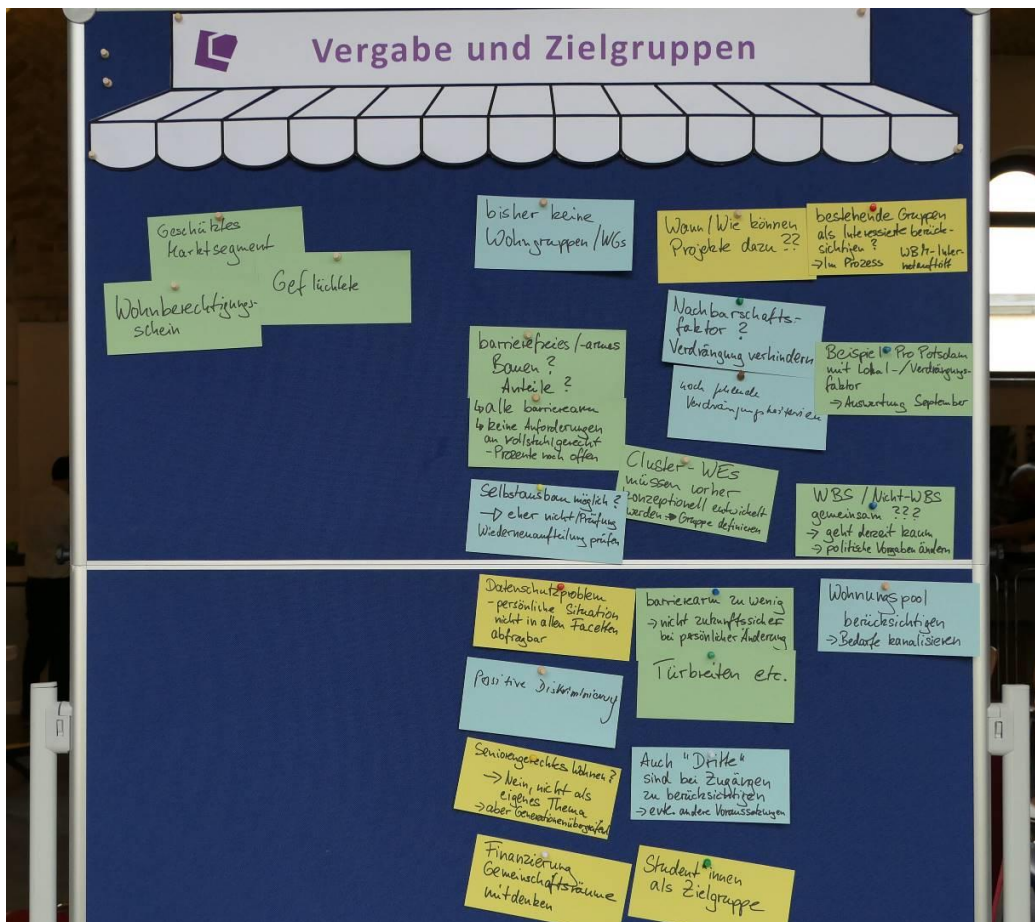 Vergabe und Zielgruppen
Geschütztes
Marktsegment
Geflüchtete
Wohnberechtigungs-
schein
bisher keine
Wohngruppen/WGs
Wann/Wie können
Projekte dazu ??
bestehende Gruppen
als Interessierte berück-
sichtigen ?
→ Im Prozess
WBM-Inter-
netauftritt
Nachbarschafts-
faktor ?
Verdrängung verhindern
noch fehlende
Verdrängungskriterien
Beispiel Pro Potsdam
mit Lokal-/Verdrängungs-
faktor
→ Auswertung September
barrierefreies/-armes
Bauen ?
Anteile ?
↳ alle barrierearm
↳ keine Anforderungen
an rollstuhlgerecht
- Prozente noch offen
Cluster-WEs
müssen vorher
konzeptionell entwickelt
werden → Gruppe definieren
Selbstausbau möglich ?
→ eher nicht/Prüfung
Wiederneuaufteilung prüfen
WBS / Nicht-WBS
gemeinsam ???
→ geht derzeit kaum
→ politische Vorgaben ändern
Datenschutzproblem
- persönliche Situation
nicht in allen Facetten
abfragbar
barrierearm zu wenig
→ nicht zukunftssicher
bei persönlicher Änderung
Türbreiten etc.
Wohnungspool
berücksichtigen
→ Bedarfe kanalisieren
Positive Diskriminierung
Seniorengerechtes Wohnen ?
→ Nein, nicht als
eigenes Thema
→ aber Generationenübergreifend
Auch "Dritte"
sind bei Zugängen
zu berücksichtigen
→ evtl. andere Voraussetzungen
Finanzierung
Gemeinschaftsräume
mitdenken
Student*innen
als Zielgruppe